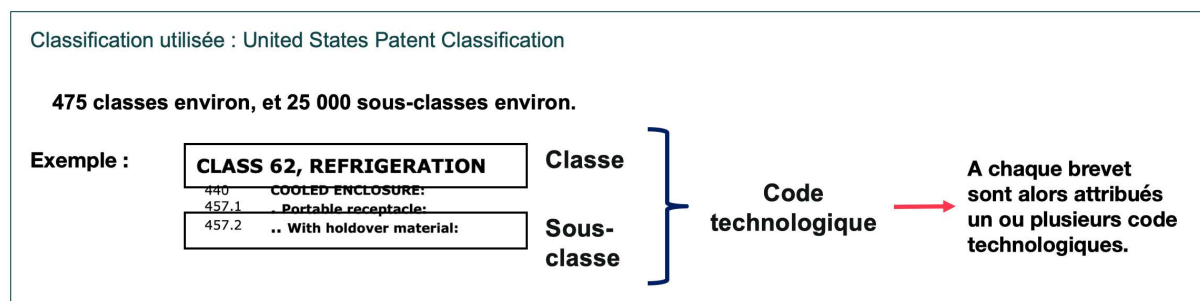 Classification utilisée : United States Patent Classification
475 classes environ, et 25 000 sous-classes environ.
Exemple :
CLASS 62, REFRIGERATION
440 COOLED ENCLOSURE:
457.1 . Portable receptacle:
457.2 .. With holdover material:
Classe
Sous-
classe
Code
technologique
A chaque brevet
sont alors attribués
un ou plusieurs code
technologiques.